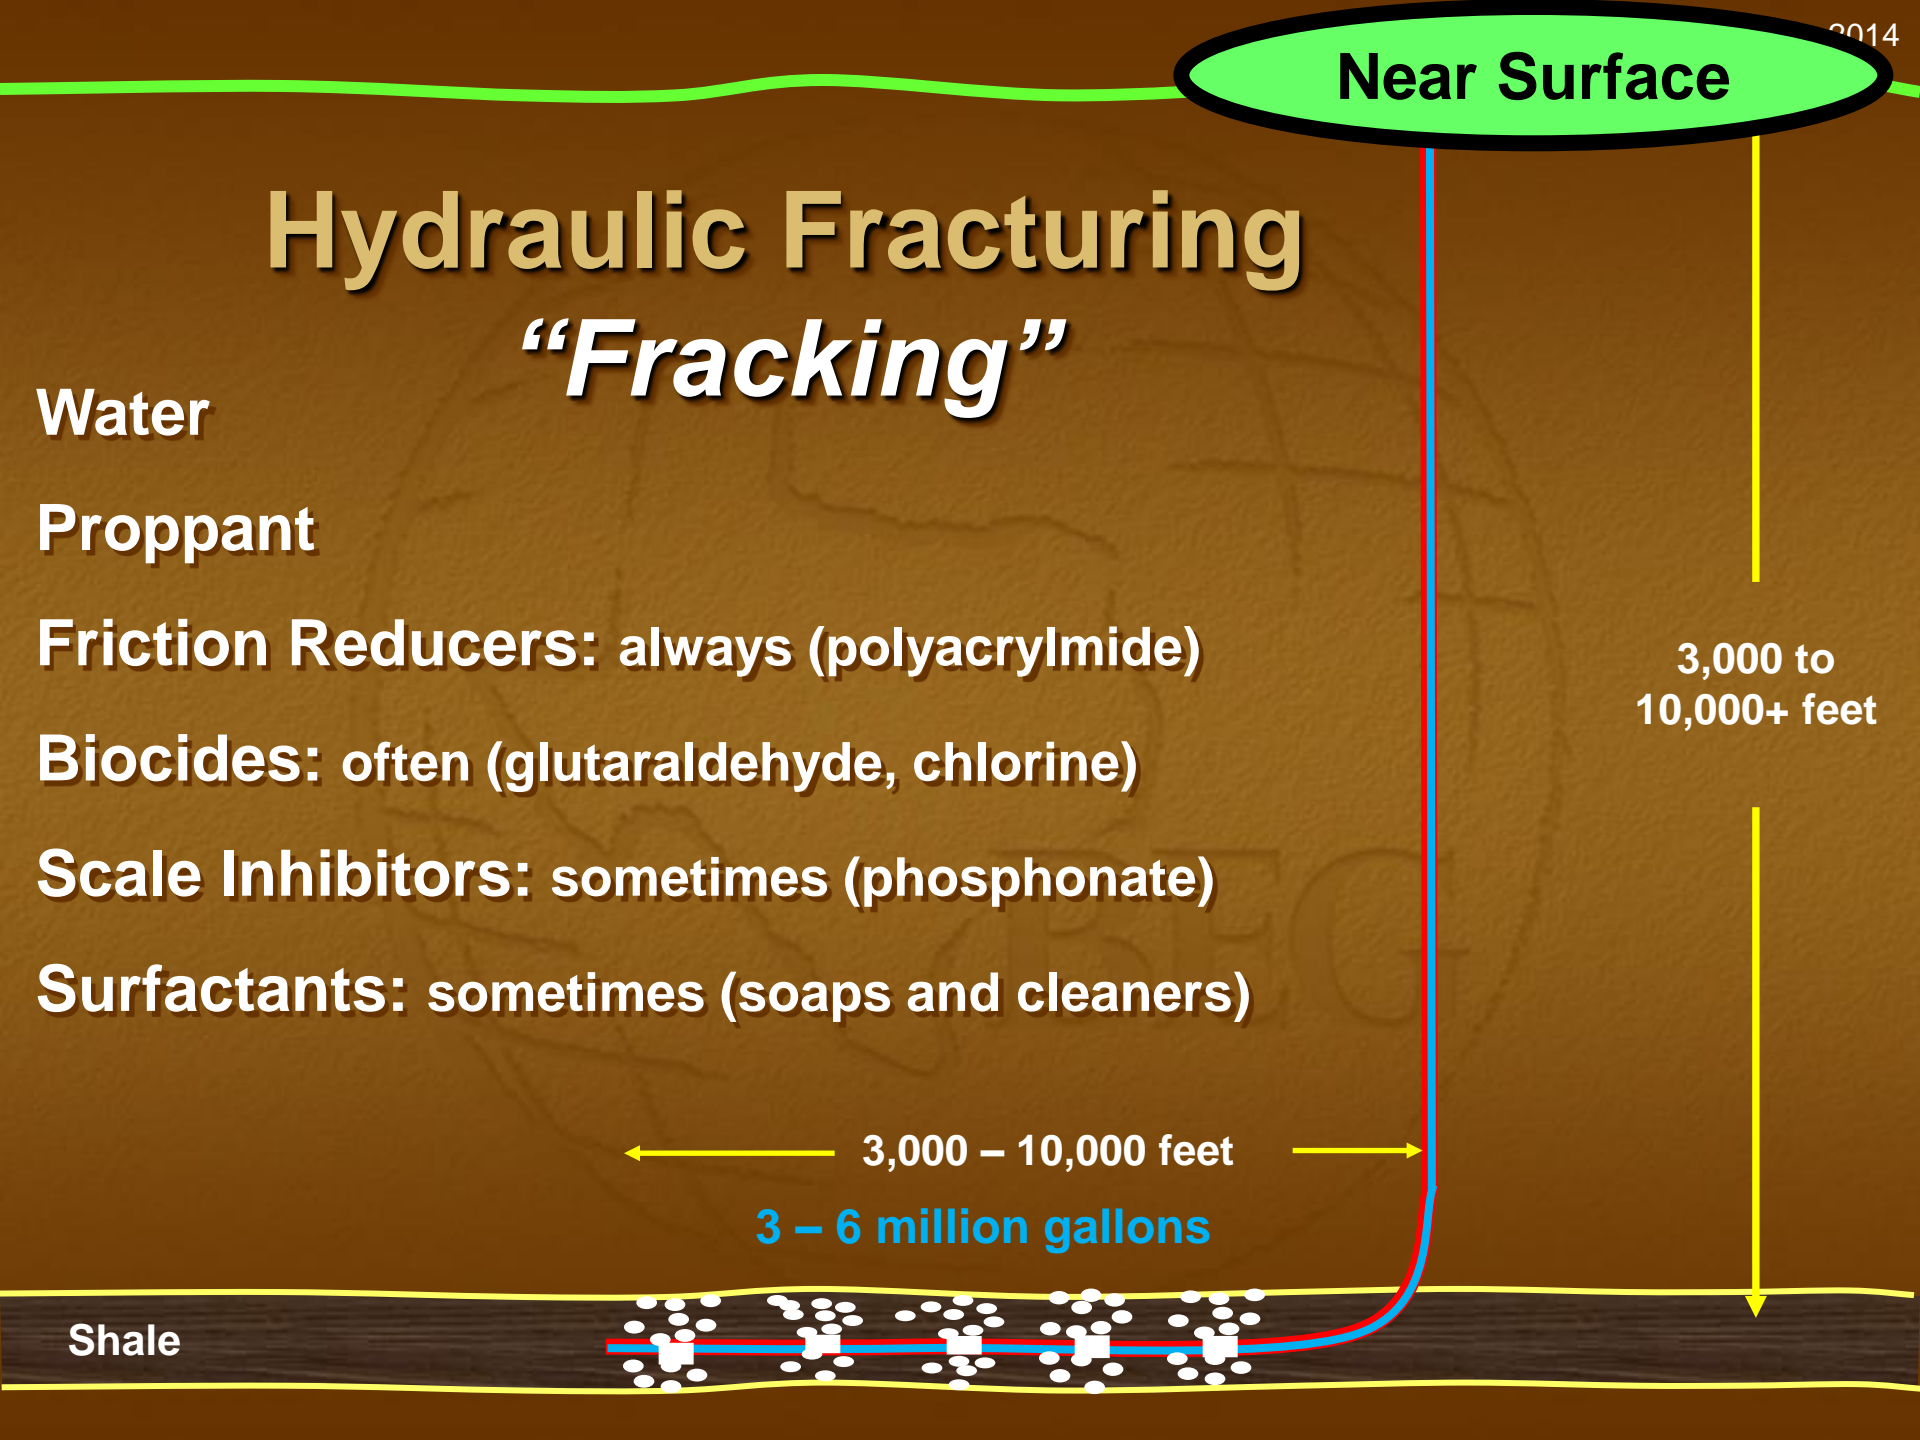 2014
Near Surface
Hydraulic Fracturing
“Fracking”
Water
Proppant
Friction Reducers: always (polyacrylmide)
Biocides: often (glutaraldehyde, chlorine)
Scale Inhibitors: sometimes (phosphonate)
Surfactants: sometimes (soaps and cleaners)
3,000 to
10,000+ feet
3,000 – 10,000 feet
3 – 6 million gallons
Shale
BEG